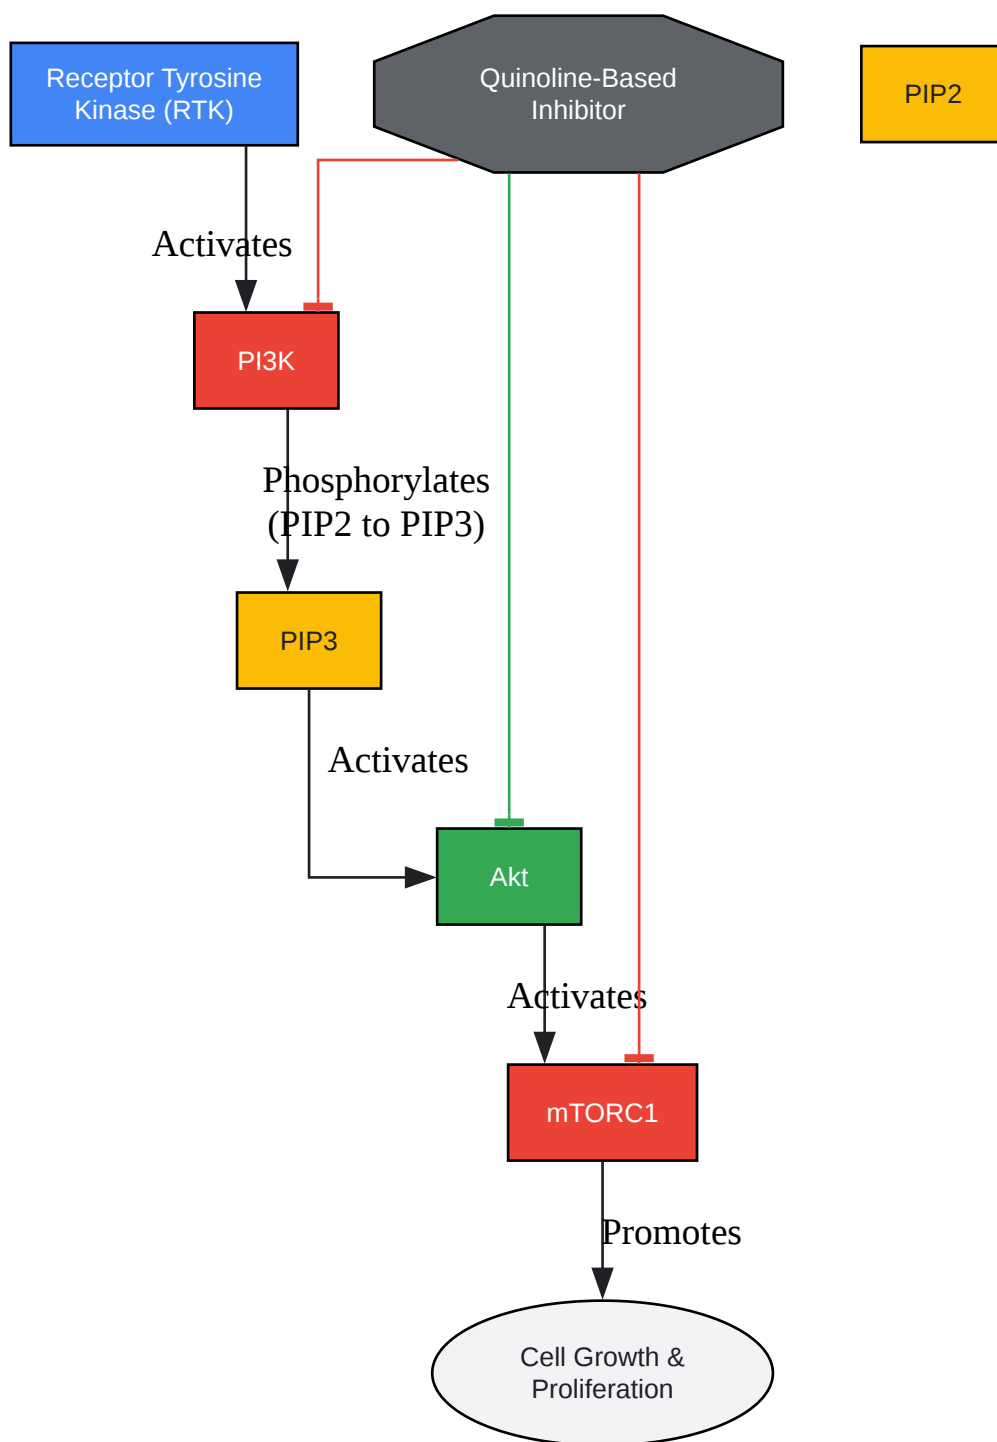 Receptor Tyrosine
Kinase (RTK)
Quinoline-Based
Inhibitor
PIP2
Activates
PI3K
Phosphorylates
(PIP2 to PIP3)
PIP3
Activates
Akt
Activates
mTORC1
Promotes
Cell Growth &
Proliferation